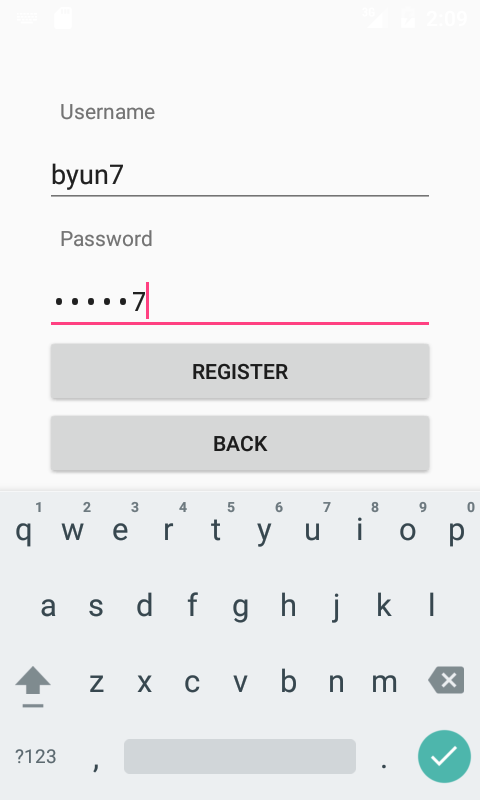 2:09
Username
byun7
Password
•••••7
REGISTER
BACK
1 2 3 4 5 6 7 8 9 0
q w e r t y u i o p
a s d f g h j k l
z x c v b n m
?123 , .